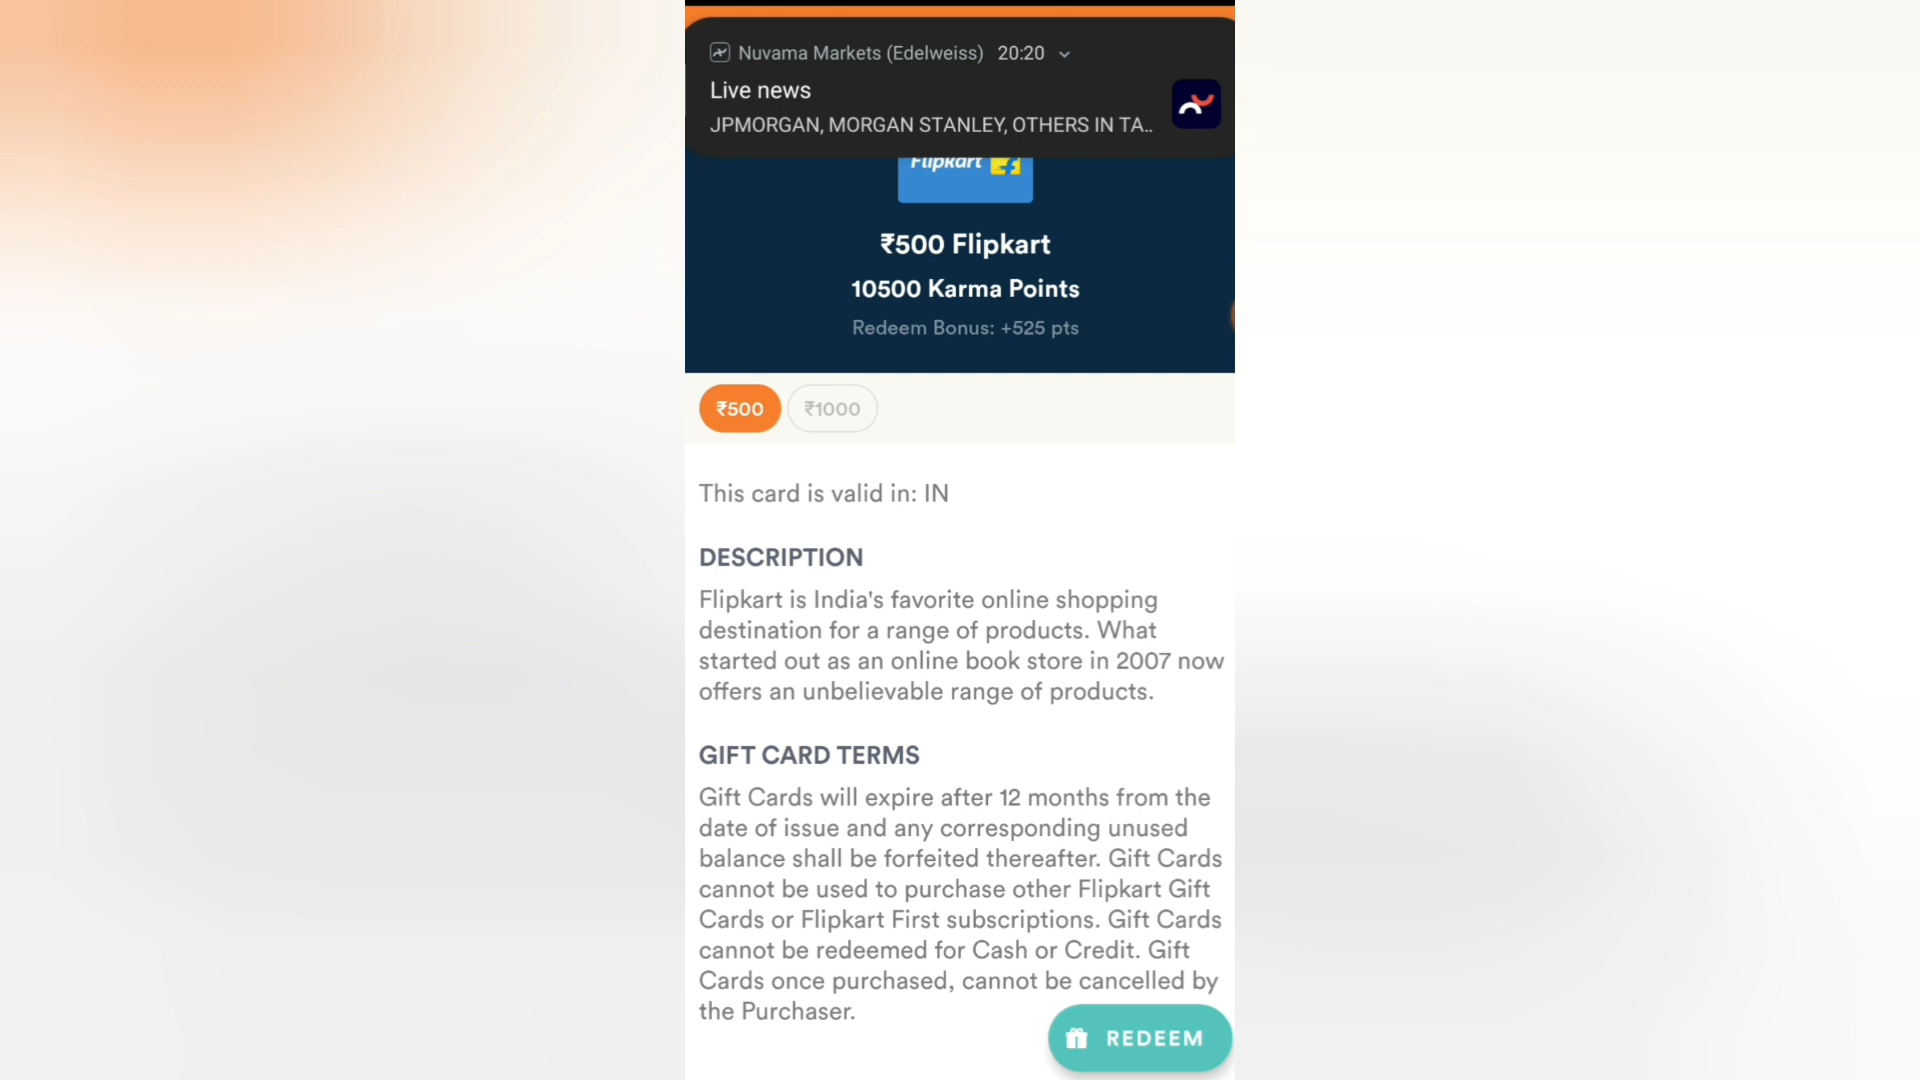 Nuvama Markets (Edelweiss) 20:20
Live news
JPMORGAN, MORGAN STANLEY, OTHERS IN TA..
Flipkart
₹500 Flipkart
10500 Karma Points
Redeem Bonus: +525 pts
₹500 ₹1000
This card is valid in: IN
DESCRIPTION
Flipkart is India's favorite online shopping
destination for a range of products. What
started out as an online book store in 2007 now
offers an unbelievable range of products.
GIFT CARD TERMS
Gift Cards will expire after 12 months from the
date of issue and any corresponding unused
balance shall be forfeited thereafter. Gift Cards
cannot be used to purchase other Flipkart Gift
Cards or Flipkart First subscriptions. Gift Cards
cannot be redeemed for Cash or Credit. Gift
Cards once purchased, cannot be cancelled by
the Purchaser.
REDEEM